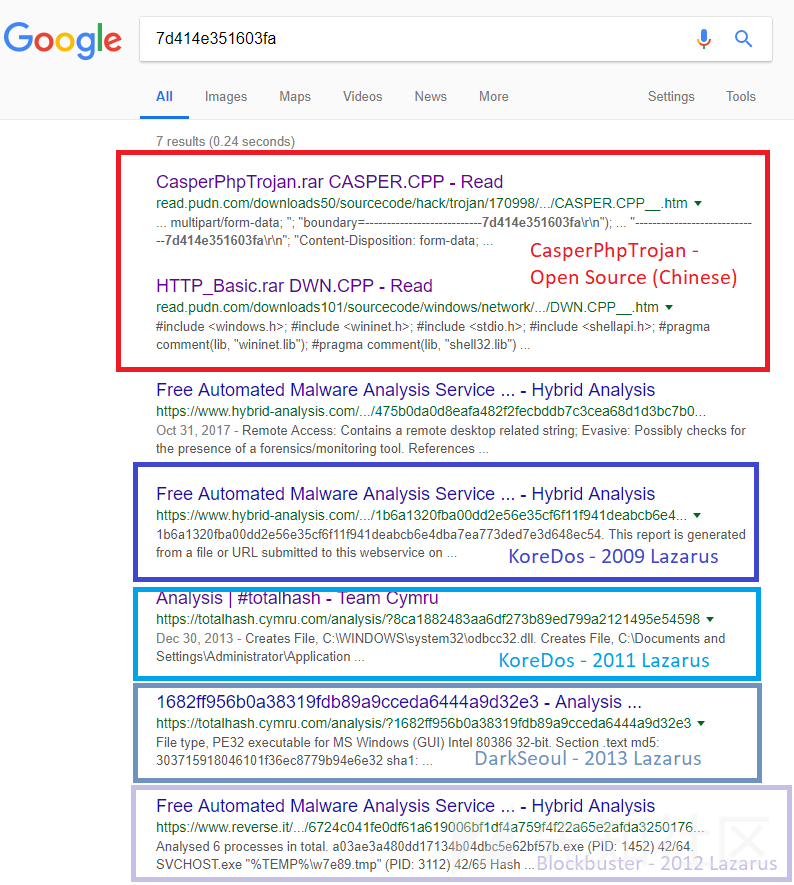 Google
7d414e351603fa
All Images Maps Videos News More Settings Tools
7 results (0.24 seconds)
CasperPhpTrojan.rar CASPER.CPP - Read
read.pudn.com/downloads50/sourcecode/hack/trojan/170998/.../CASPER.CPP__.htm
... multipart/form-data; "; "boundary=---------------------------7d414e351603fa\r\n"); ... "----------------------------
--7d414e351603fa\r\n"; "Content-Disposition: form-data; ...
CasperPhpTrojan -
Open Source (Chinese)
HTTP_Basic.rar DWN.CPP - Read
read.pudn.com/downloads101/sourcecode/windows/network/.../DWN.CPP__.htm
#include <windows.h>; #include <wininet.h>; #include <stdio.h>; #include <shellapi.h>; #pragma
comment(lib, "wininet.lib"); #pragma comment(lib, "shell32.lib") ...
Free Automated Malware Analysis Service ... - Hybrid Analysis
https://www.hybrid-analysis.com/.../475b0da0d8eafa482f2fecbddb7c3cea68d1d3bc7b0...
Oct 31, 2017 - Remote Access: Contains a remote desktop related string; Evasive: Possibly checks for
the presence of a forensics/monitoring tool. References ...
Free Automated Malware Analysis Service ... - Hybrid Analysis
https://www.hybrid-analysis.com/.../1b6a1320fba00dd2e56e35cf6f11f941deabcb6e4...
1b6a1320fba00dd2e56e35cf6f11f941deabcb6e4dba7ea773ded7e3d648ec54. This report is generated
from a file or URL submitted to this webservice on ...
KoreDos - 2009 Lazarus
Analysis | #totalhash - Team Cymru
https://totalhash.cymru.com/analysis/?8ca1882483aa6df273b89ed799a2121495e54598
Dec 30, 2013 - Creates File, C:\WINDOWS\system32\odbcc32.dll. Creates File, C:\Documents and
Settings\Administrator\Application ...
KoreDos - 2011 Lazarus
1682ff956b0a38319fdb89a9cceda6444a9d32e3 - Analysis ...
https://totalhash.cymru.com/analysis/?1682ff956b0a38319fdb89a9cceda6444a9d32e3
File type, PE32 executable for MS Windows (GUI) Intel 80386 32-bit. Section .text md5:
303715918046101f36ec8779b94e6e32 sha1: ...
DarkSeoul - 2013 Lazarus
Free Automated Malware Analysis Service ... - Hybrid Analysis
https://www.reverse.it/.../6724c041fe0df61a619006bf1df4a759f4f22a65e2afda3250176...
Analysed 6 processes in total. a03ae3a480dd17134b04dbc5e62bf57b.exe (PID: 1452) 42/64.
SVCHOST.exe "%TEMP%\w7e89.tmp" (PID: 3112) 42/65 Hash ...
Blockbuster - 2012 Lazarus